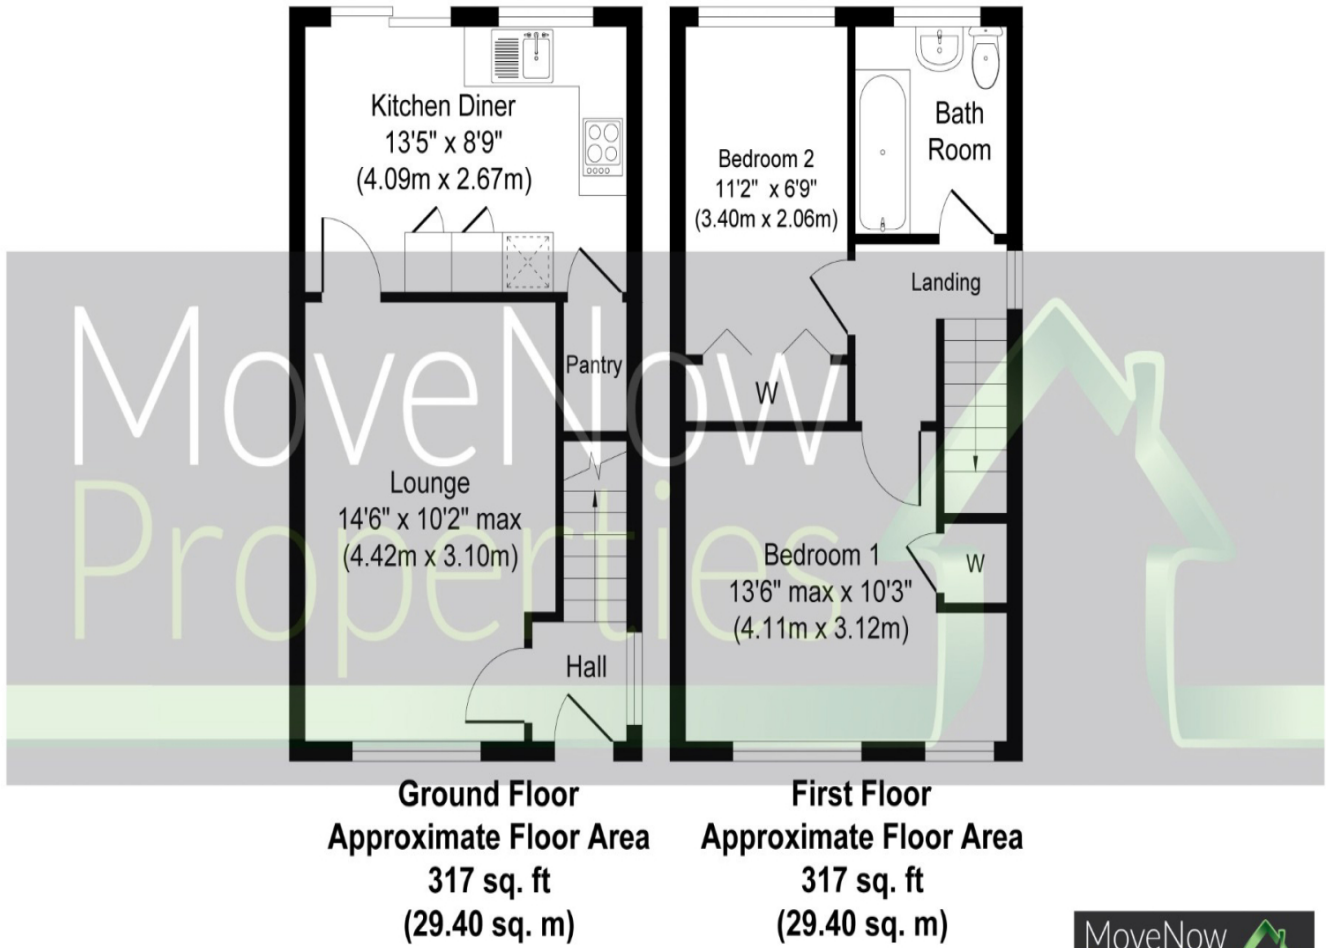 Kitchen Diner
13'5" x 8'9"
(4.09m x 2.67m)
Pantry
Lounge
14'6" x 10'2" max
(4.42m x 3.10m)
Hall
Bedroom 2
11'2" x 6'9"
(3.40m x 2.06m)
Bath
Room
Landing
W
Bedroom 1
13'6" max x 10'3"
(4.11m x 3.12m)
W
MoveNow
Properties
Ground Floor
Approximate Floor Area
317 sq. ft
(29.40 sq. m)
First Floor
Approximate Floor Area
317 sq. ft
(29.40 sq. m)
MoveNow